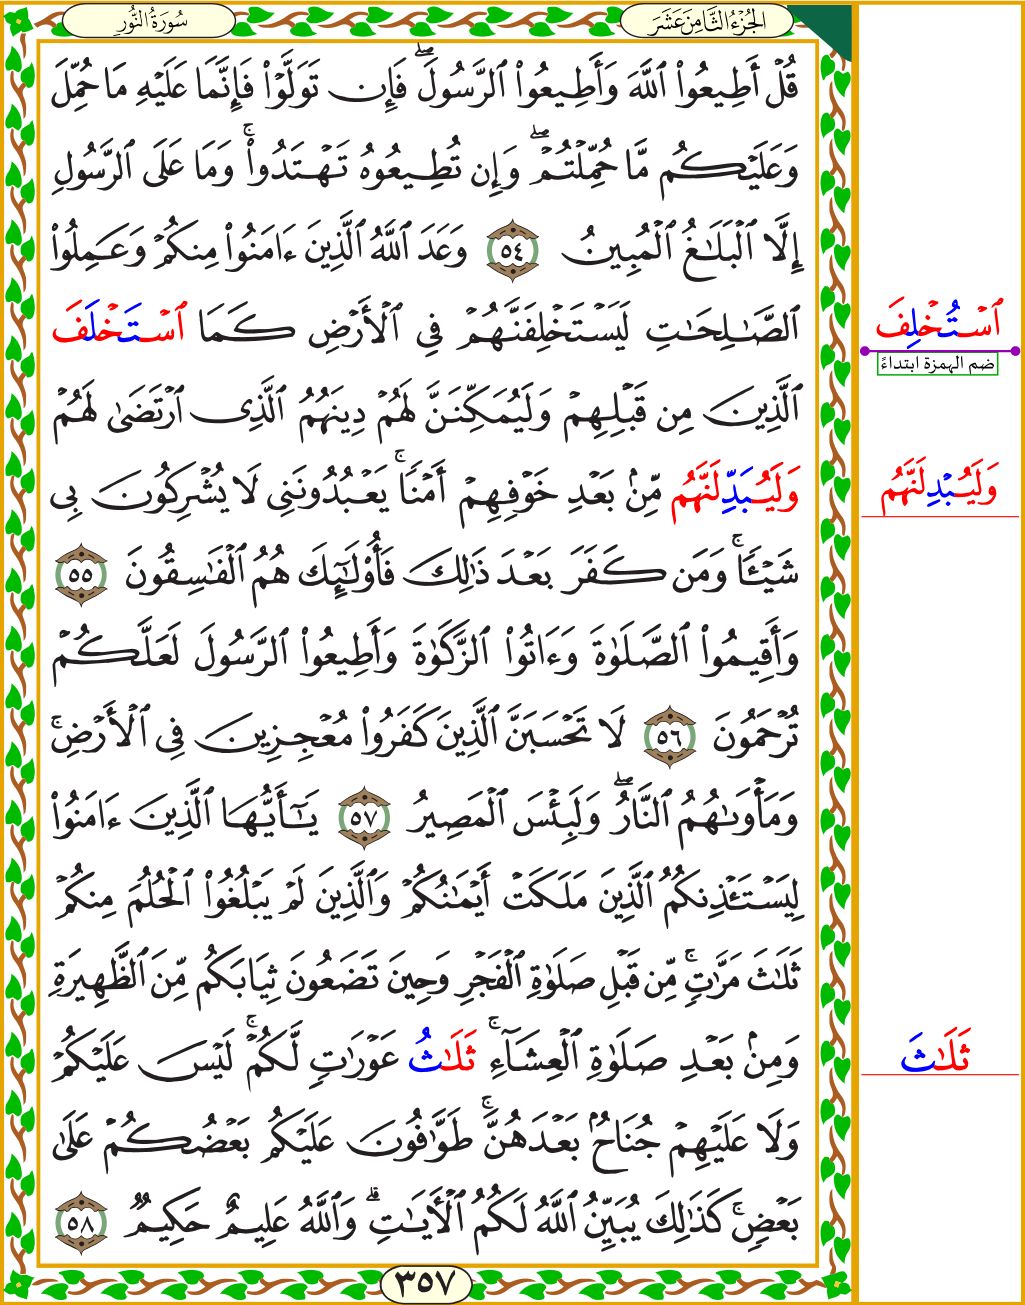 الجُزْءُ الثَّامِنَ عَشَرَ
سُورَةُ النُّورِ
قُلۡ أَطِيعُواْ ٱللَّهَ وَأَطِيعُواْ ٱلرَّسُولَۖ فَإِن تَوَلَّوۡاْ فَإِنَّمَا عَلَيۡهِ مَا حُمِّلَ
وَعَلَيۡكُم مَّا حُمِّلۡتُمۡۖ وَإِن تُطِيعُوهُ تَهۡتَدُواْۚ وَمَا عَلَى ٱلرَّسُولِ
إِلَّا ٱلۡبَلَٰغُ ٱلۡمُبِينُ ٥٤ وَعَدَ ٱللَّهُ ٱلَّذِينَ ءَامَنُواْ مِنكُمۡ وَعَمِلُواْ
ٱلصَّٰلِحَٰتِ لَيَسۡتَخۡلِفَنَّهُمۡ فِي ٱلۡأَرۡضِ كَمَا ٱسۡتَخۡلَفَ
ٱلَّذِينَ مِن قَبۡلِهِمۡ وَلَيُمَكِّنَنَّ لَهُمۡ دِينَهُمُ ٱلَّذِي ٱرۡتَضَىٰ لَهُمۡ
وَلَيُبَدِّلَنَّهُم مِّنۢ بَعۡدِ خَوۡفِهِمۡ أَمۡنٗاۚ يَعۡبُدُونَنِي لَا يُشۡرِكُونَ بِي
شَيۡـٔٗاۚ وَمَن كَفَرَ بَعۡدَ ذَٰلِكَ فَأُوْلَٰٓئِكَ هُمُ ٱلۡفَٰسِقُونَ ٥٥
وَأَقِيمُواْ ٱلصَّلَوٰةَ وَءَاتُواْ ٱلزَّكَوٰةَ وَأَطِيعُواْ ٱلرَّسُولَ لَعَلَّكُمۡ
تُرۡحَمُونَ ٥٦ لَا تَحۡسَبَنَّ ٱلَّذِينَ كَفَرُواْ مُعۡجِزِينَ فِي ٱلۡأَرۡضِۚ
وَمَأۡوَىٰهُمُ ٱلنَّارُۖ وَلَبِئۡسَ ٱلۡمَصِيرُ ٥٧ يَٰٓأَيُّهَا ٱلَّذِينَ ءَامَنُواْ
لِيَسۡتَـٔۡذِنكُمُ ٱلَّذِينَ مَلَكَتۡ أَيۡمَٰنُكُمۡ وَٱلَّذِينَ لَمۡ يَبۡلُغُواْ ٱلۡحُلُمَ مِنكُمۡ
ثَلَٰثَ مَرَّٰتٖۚ مِّن قَبۡلِ صَلَوٰةِ ٱلۡفَجۡرِ وَحِينَ تَضَعُونَ ثِيَابَكُم مِّنَ ٱلظَّهِيرَةِ
وَمِنۢ بَعۡدِ صَلَوٰةِ ٱلۡعِشَآءِۚ ثَلَٰثُ عَوۡرَٰتٖ لَّكُمۡۚ لَيۡسَ عَلَيۡكُمۡ
وَلَا عَلَيۡهِمۡ جُنَاحُۢ بَعۡدَهُنَّۚ طَوَّٰفُونَ عَلَيۡكُم بَعۡضُكُمۡ عَلَىٰ
بَعۡضٖۚ كَذَٰلِكَ يُبَيِّنُ ٱللَّهُ لَكُمُ ٱلۡأٓيَٰتِۗ وَٱللَّهُ عَلِيمٌ حَكِيمٞ ٥٨
٣٥٧
ٱسۡتُخۡلِفَ
ضم الهمزة ابتداءً
وَلَيُبۡدِلَنَّهُم
ثَلَٰثَ